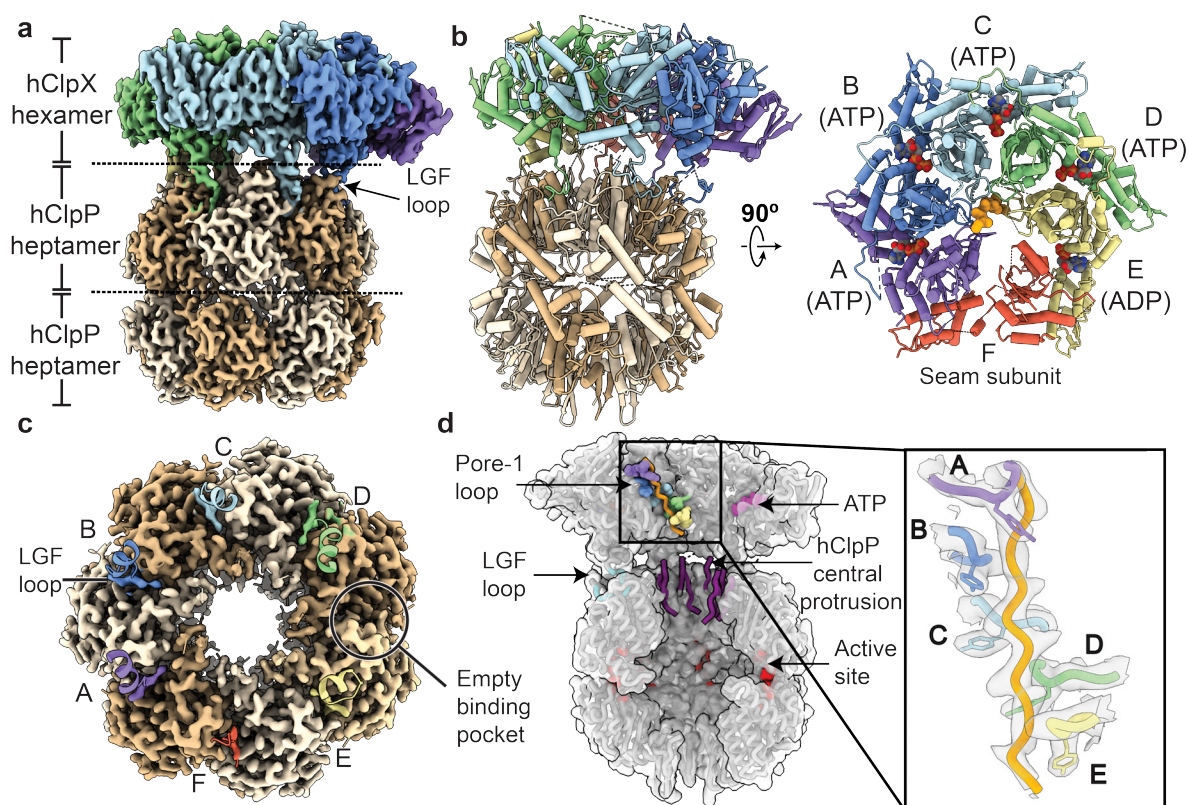 a
hClpX
hexamer
hClpP
heptamer
hClpP
heptamer
LGF
loop
b
90º
C
(ATP)
B
(ATP)
D
(ATP)
A
(ATP)
E
(ADP)
F
Seam subunit
c
C
D
B
LGF
loop
A
F
E
Empty
binding
pocket
d
Pore-1
loop
ATP
LGF
loop
hClpP
central
protrusion
Active
site
A
B
C
D
E